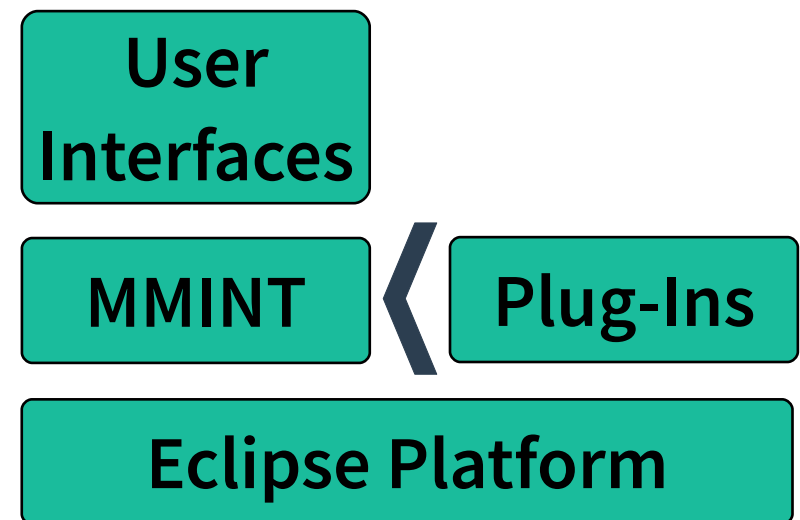 User
Interfaces
MMINT
Plug-Ins
Eclipse Platform